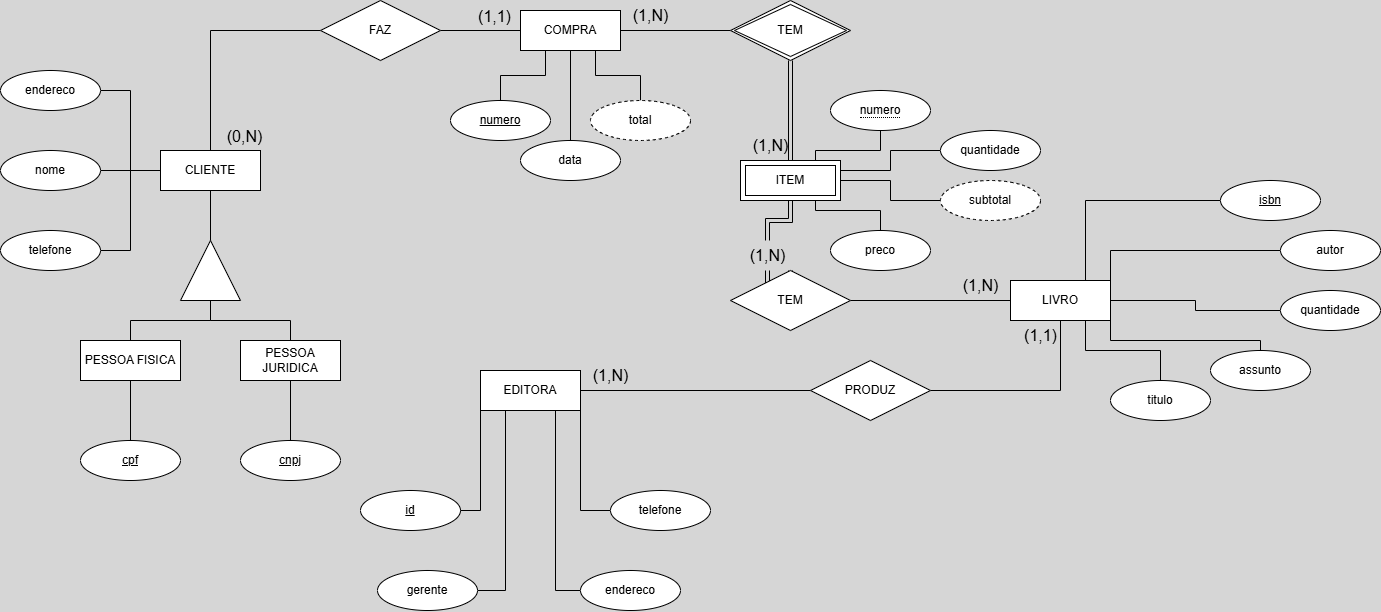 FAZ
(1,1)
COMPRA
(1,N)
TEM
endereco
numero
total
numero
(0,N)
data
(1,N)
quantidade
CLIENTE
nome
ITEM
subtotal
isbn
telefone
preco
autor
(1,N)
(1,N)
TEM
LIVRO
quantidade
(1,1)
PESSOA FISICA
PESSOA
JURIDICA
assunto
(1,N)
EDITORA
PRODUZ
titulo
cpf
cnpj
id
telefone
gerente
endereco